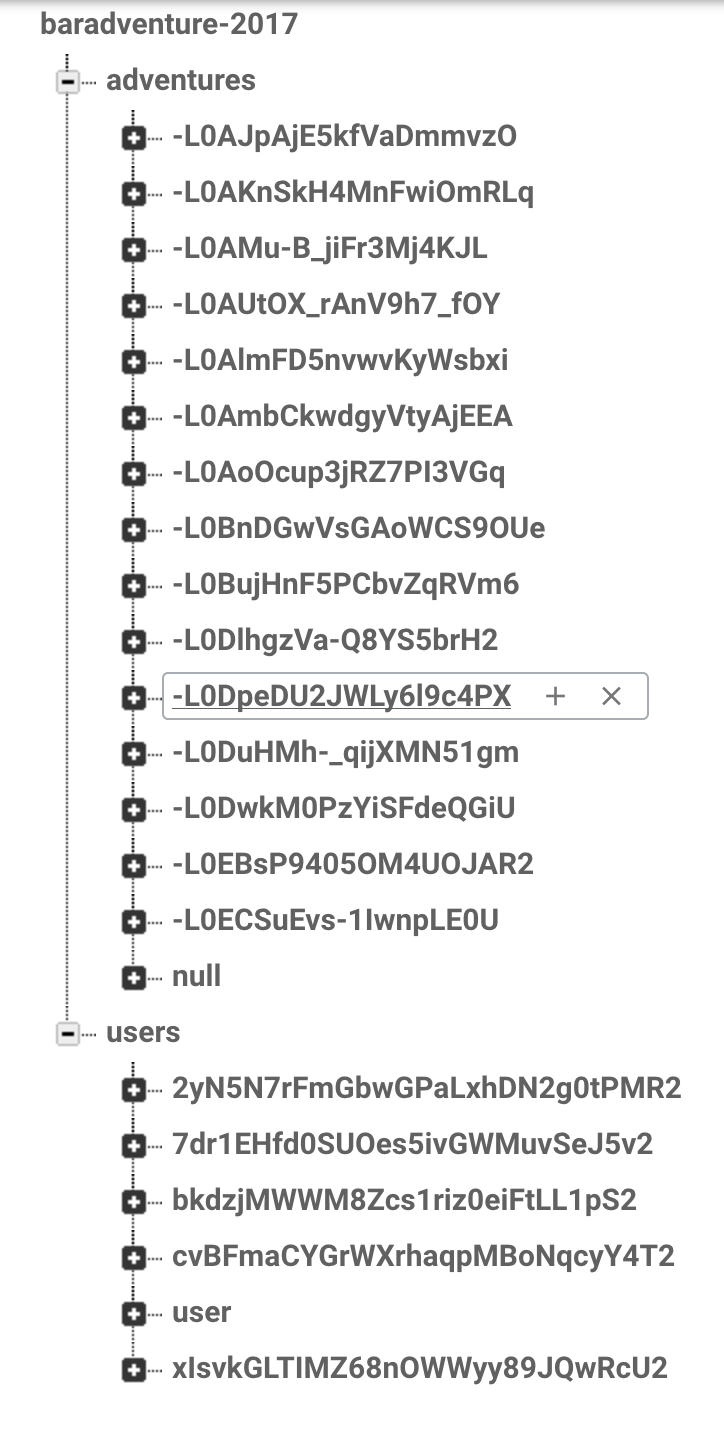 baradventure-2017
adventures
-L0AJpAjE5kfVaDmmvzO
-L0AKnSkH4MnFwiOmRLq
-L0AMu-B_jiFr3Mj4KJL
-L0AUtOX_rAnV9h7_fOY
-L0AlmFD5nvwvKyWsbxi
-L0AmbCkwdgyVtyAjEEA
-L0AoOcup3jRZ7PI3VGq
-L0BnDGwVsGAoWCS9OUe
-L0BujHnF5PCbvZqRVm6
-L0DlhgzVa-Q8YS5brH2
-L0DpeDU2JWLy6l9c4PX
-L0DuHMh-_qijXMN51gm
-L0DwkM0PzYiSFdeQGiU
-L0EBsP9405OM4UOJAR2
-L0ECSuEvs-1IwnpLE0U
null
users
2yN5N7rFmGbwGPaLxhDN2g0tPMR2
7dr1EHfd0SUOes5ivGWMuvSeJ5v2
bkdzjMWWM8Zcs1riz0eiFtLL1pS2
cvBFmaCYGrWXrhaqpMBoNqcyY4T2
user
xIsvkGLTIMZ68nOWWyy89JQwRcU2